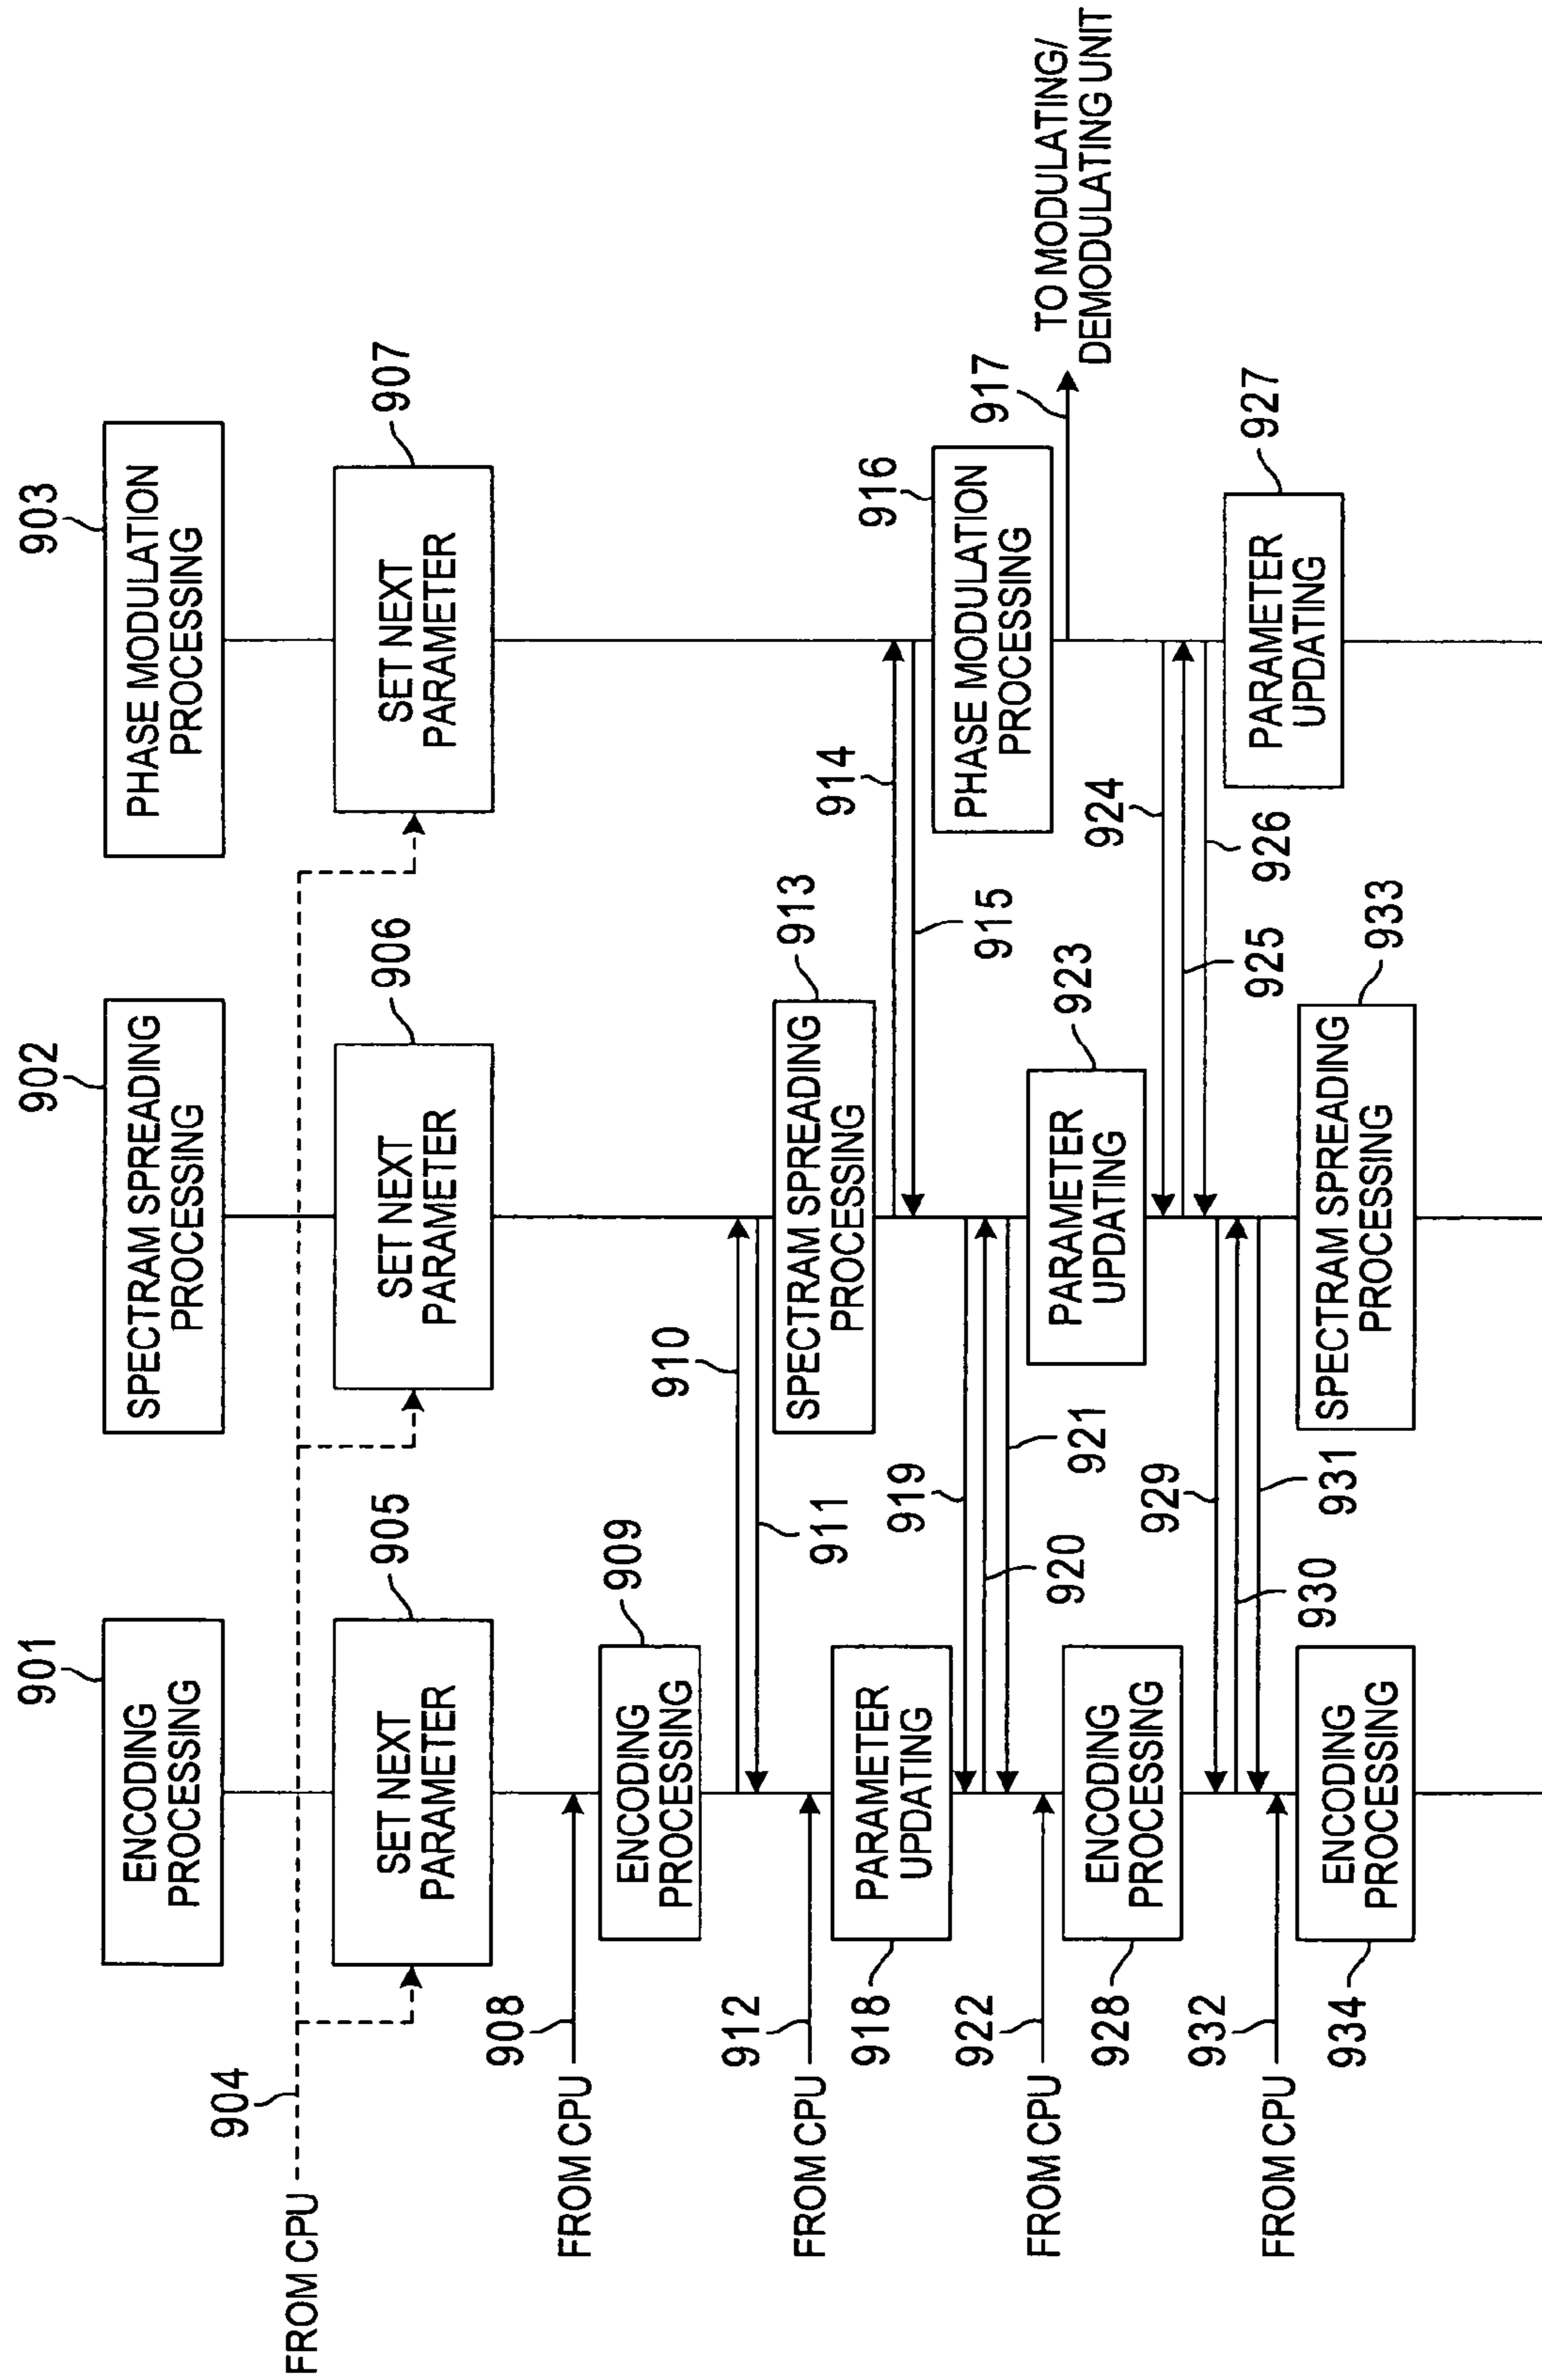 901
ENCODING
PROCESSING
902
SPECTRAM SPREADING
PROCESSING
903
PHASE MODULATION
PROCESSING
FROM CPU
904
905
SET NEXT
PARAMETER
906
SET NEXT
PARAMETER
907
SET NEXT
PARAMETER
FROM CPU
908
909
ENCODING
PROCESSING
910
911
FROM CPU
912
913
SPECTRAM SPREADING
PROCESSING
914
915
916
PHASE MODULATION
PROCESSING
917
TO MODULATING/
DEMODULATING UNIT
918
PARAMETER
UPDATING
919
920
921
FROM CPU
922
923
PARAMETER
UPDATING
924
925
926
927
PARAMETER
UPDATING
928
ENCODING
PROCESSING
929
930
931
FROM CPU
932
933
SPECTRAM SPREADING
PROCESSING
934
ENCODING
PROCESSING